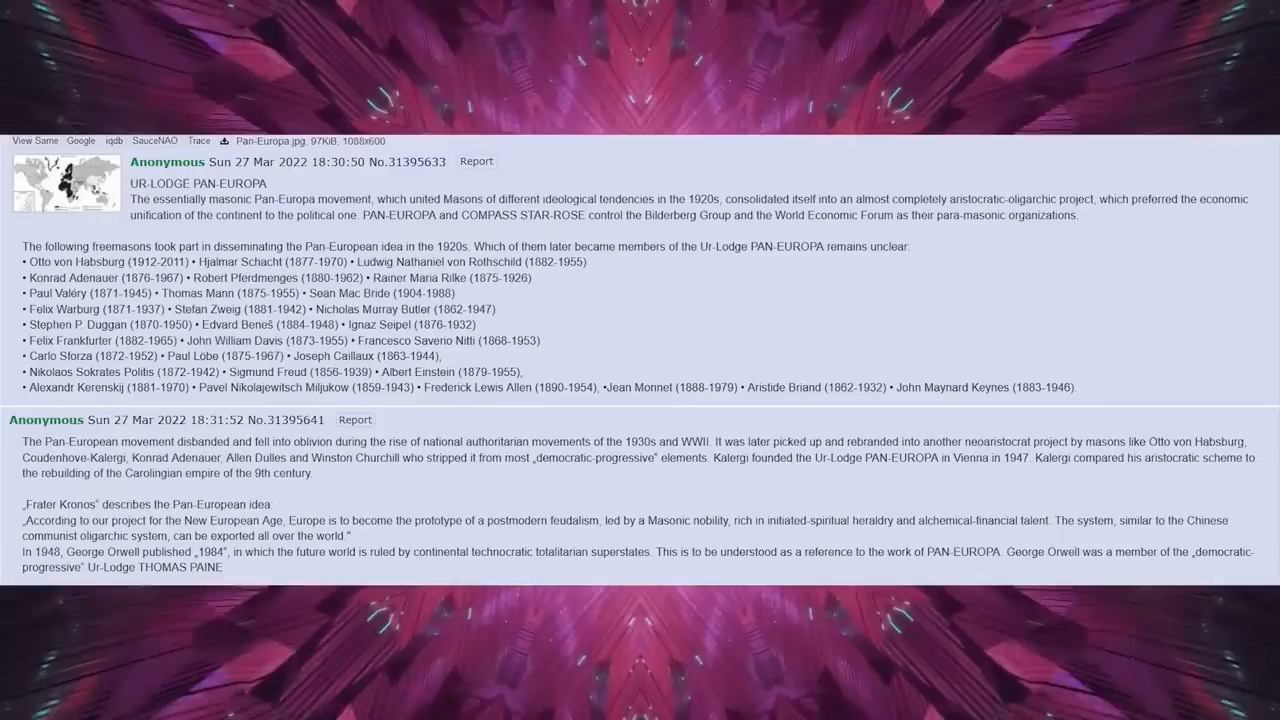 View Same Google iqdb SauceNAO Trace Pan-Europa.jpg, 97KiB, 1088x600
Anonymous Sun 27 Mar 2022 18:30:50 No.31395633 Report
UR-LODGE PAN-EUROPA
The essentially masonic Pan-Europa movement, which united Masons of different ideological tendencies in the 1920s, consolidated itself into an almost completely aristocratic-oligarchic project, which preferred the economic
unification of the continent to the political one. PAN-EUROPA and COMPASS STAR-ROSE control the Bilderberg Group and the World Economic Forum as their para-masonic organizations.
The following freemasons took part in disseminating the Pan-European idea in the 1920s. Which of them later became members of the Ur-Lodge PAN-EUROPA remains unclear:
• Otto von Habsburg (1912-2011) • Hjalmar Schacht (1877-1970) • Ludwig Nathaniel von Rothschild (1882-1955)
• Konrad Adenauer (1876-1967) • Robert Pferdmenges (1880-1962) • Rainer Maria Rilke (1875-1926)
• Paul Valéry (1871-1945) • Thomas Mann (1875-1955) • Sean Mac Bride (1904-1988)
• Felix Warburg (1871-1937) • Stefan Zweig (1881-1942) • Nicholas Murray Butler (1862-1947)
• Stephen P. Duggan (1870-1950) • Edvard Beneš (1884-1948) • Ignaz Seipel (1876-1932)
• Felix Frankfurter (1882-1965) • John William Davis (1873-1955) • Francesco Saverio Nitti (1868-1953)
• Carlo Sforza (1872-1952) • Paul Löbe (1875-1967) • Joseph Caillaux (1863-1944),
• Nikolaos Sokrates Politis (1872-1942) • Sigmund Freud (1856-1939) • Albert Einstein (1879-1955),
• Alexandr Kerenskij (1881-1970) • Pavel Nikolajewitsch Miljukow (1859-1943) • Frederick Lewis Allen (1890-1954), •Jean Monnet (1888-1979) • Aristide Briand (1862-1932) • John Maynard Keynes (1883-1946).
Anonymous Sun 27 Mar 2022 18:31:52 No.31395641 Report
The Pan-European movement disbanded and fell into oblivion during the rise of national authoritarian movements of the 1930s and WWII. It was later picked up and rebranded into another neoaristocrat project by masons like Otto von Habsburg,
Coudenhove-Kalergi, Konrad Adenauer, Allen Dulles and Winston Churchill who stripped it from most „democratic-progressive“ elements. Kalergi founded the Ur-Lodge PAN-EUROPA in Vienna in 1947. Kalergi compared his aristocratic scheme to
the rebuilding of the Carolingian empire of the 9th century.
„Frater Kronos“ describes the Pan-European idea:
„According to our project for the New European Age, Europe is to become the prototype of a postmodern feudalism, led by a Masonic nobility, rich in initiated-spiritual heraldry and alchemical-financial talent. The system, similar to the Chinese
communist oligarchic system, can be exported all over the world."
In 1948, George Orwell published „1984“, in which the future world is ruled by continental technocratic totalitarian superstates. This is to be understood as a reference to the work of PAN-EUROPA. George Orwell was a member of the „democratic-
progressive“ Ur-Lodge THOMAS PAINE